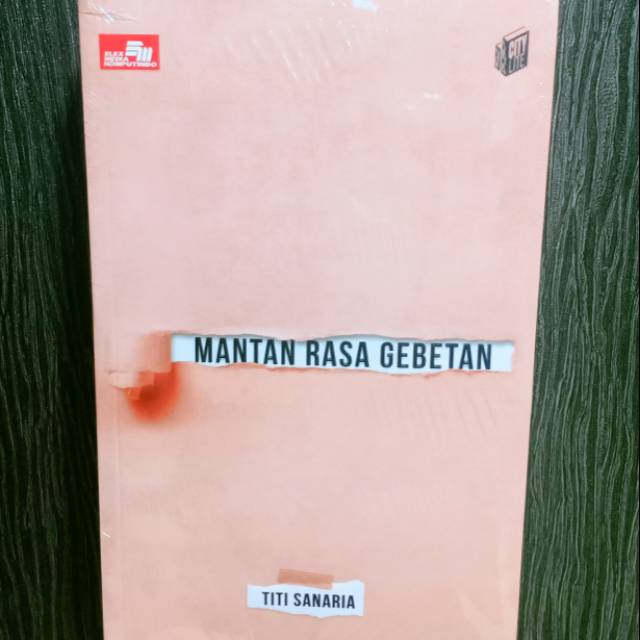 ELEX
MEDIA
KOMPUTINDO
CITY
LITE
MANTAN RASA GEBETAN
TITI SANARIA